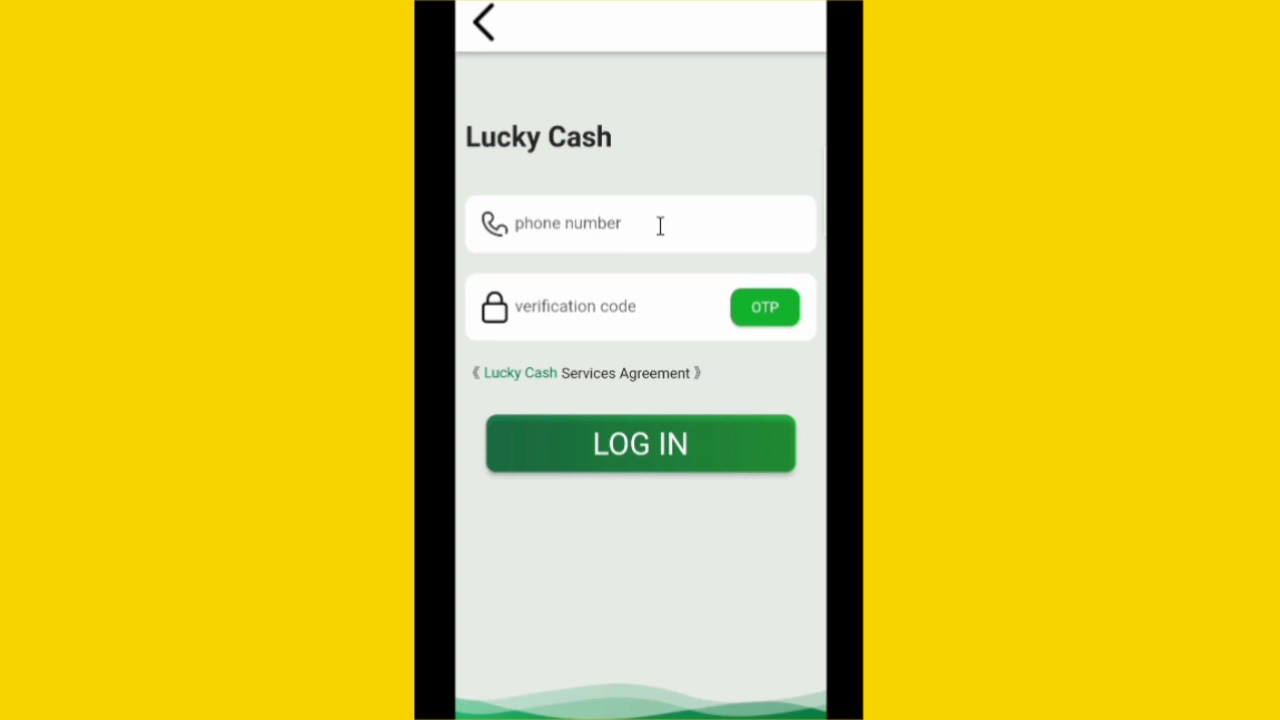 Lucky Cash
phone number
verification code
OTP
《 Lucky Cash Services Agreement 》
LOG IN